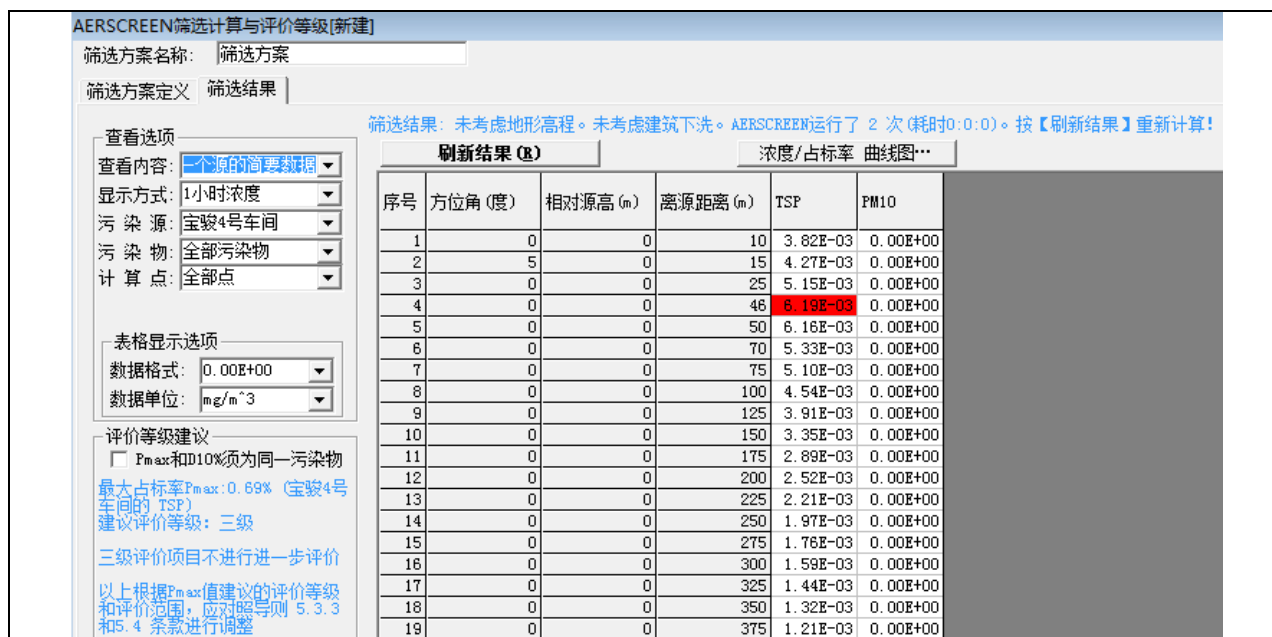 AERSCREEN筛选计算与评价等级[新建]
筛选方案名称: 筛选方案
筛选方案定义 筛选结果
筛选结果: 未考虑地形高程。未考虑建筑下洗。AERSCREEN运行了 2 次(耗时0:0:0)。按【刷新结果】重新计算!
刷新结果(R) 浓度/占标率 曲线图…
查看选项
查看内容: 一个源的简要数据
显示方式: 1小时浓度
污 染 源: 宝骏4号车间
污 染 物: 全部污染物
计 算 点: 全部点
表格显示选项
数据格式: 0.00E+00
数据单位: mg/m^3
评价等级建议
Pmax和D10%须为同一污染物
最大占标率Pmax:0.69% (宝骏4号
车间的 TSP)
建议评价等级: 三级
三级评价项目不进行进一步评价
以上根据Pmax值建议的评价等级
和评价范围,应对照导则 5.3.3
和5.4 条款进行调整
序号 方位角(度) 相对源高(m) 离源距离(m) TSP PM10
1 0 0 10 3.82E-03 0.00E+00
2 5 0 15 4.27E-03 0.00E+00
3 0 0 25 5.15E-03 0.00E+00
4 0 0 46 6.19E-03 0.00E+00
5 0 0 50 6.16E-03 0.00E+00
6 0 0 70 5.33E-03 0.00E+00
7 0 0 75 5.10E-03 0.00E+00
8 0 0 100 4.54E-03 0.00E+00
9 0 0 125 3.91E-03 0.00E+00
10 0 0 150 3.35E-03 0.00E+00
11 0 0 175 2.89E-03 0.00E+00
12 0 0 200 2.52E-03 0.00E+00
13 0 0 225 2.21E-03 0.00E+00
14 0 0 250 1.97E-03 0.00E+00
15 0 0 275 1.76E-03 0.00E+00
16 0 0 300 1.59E-03 0.00E+00
17 0 0 325 1.44E-03 0.00E+00
18 0 0 350 1.32E-03 0.00E+00
19 0 0 375 1.21E-03 0.00E+00